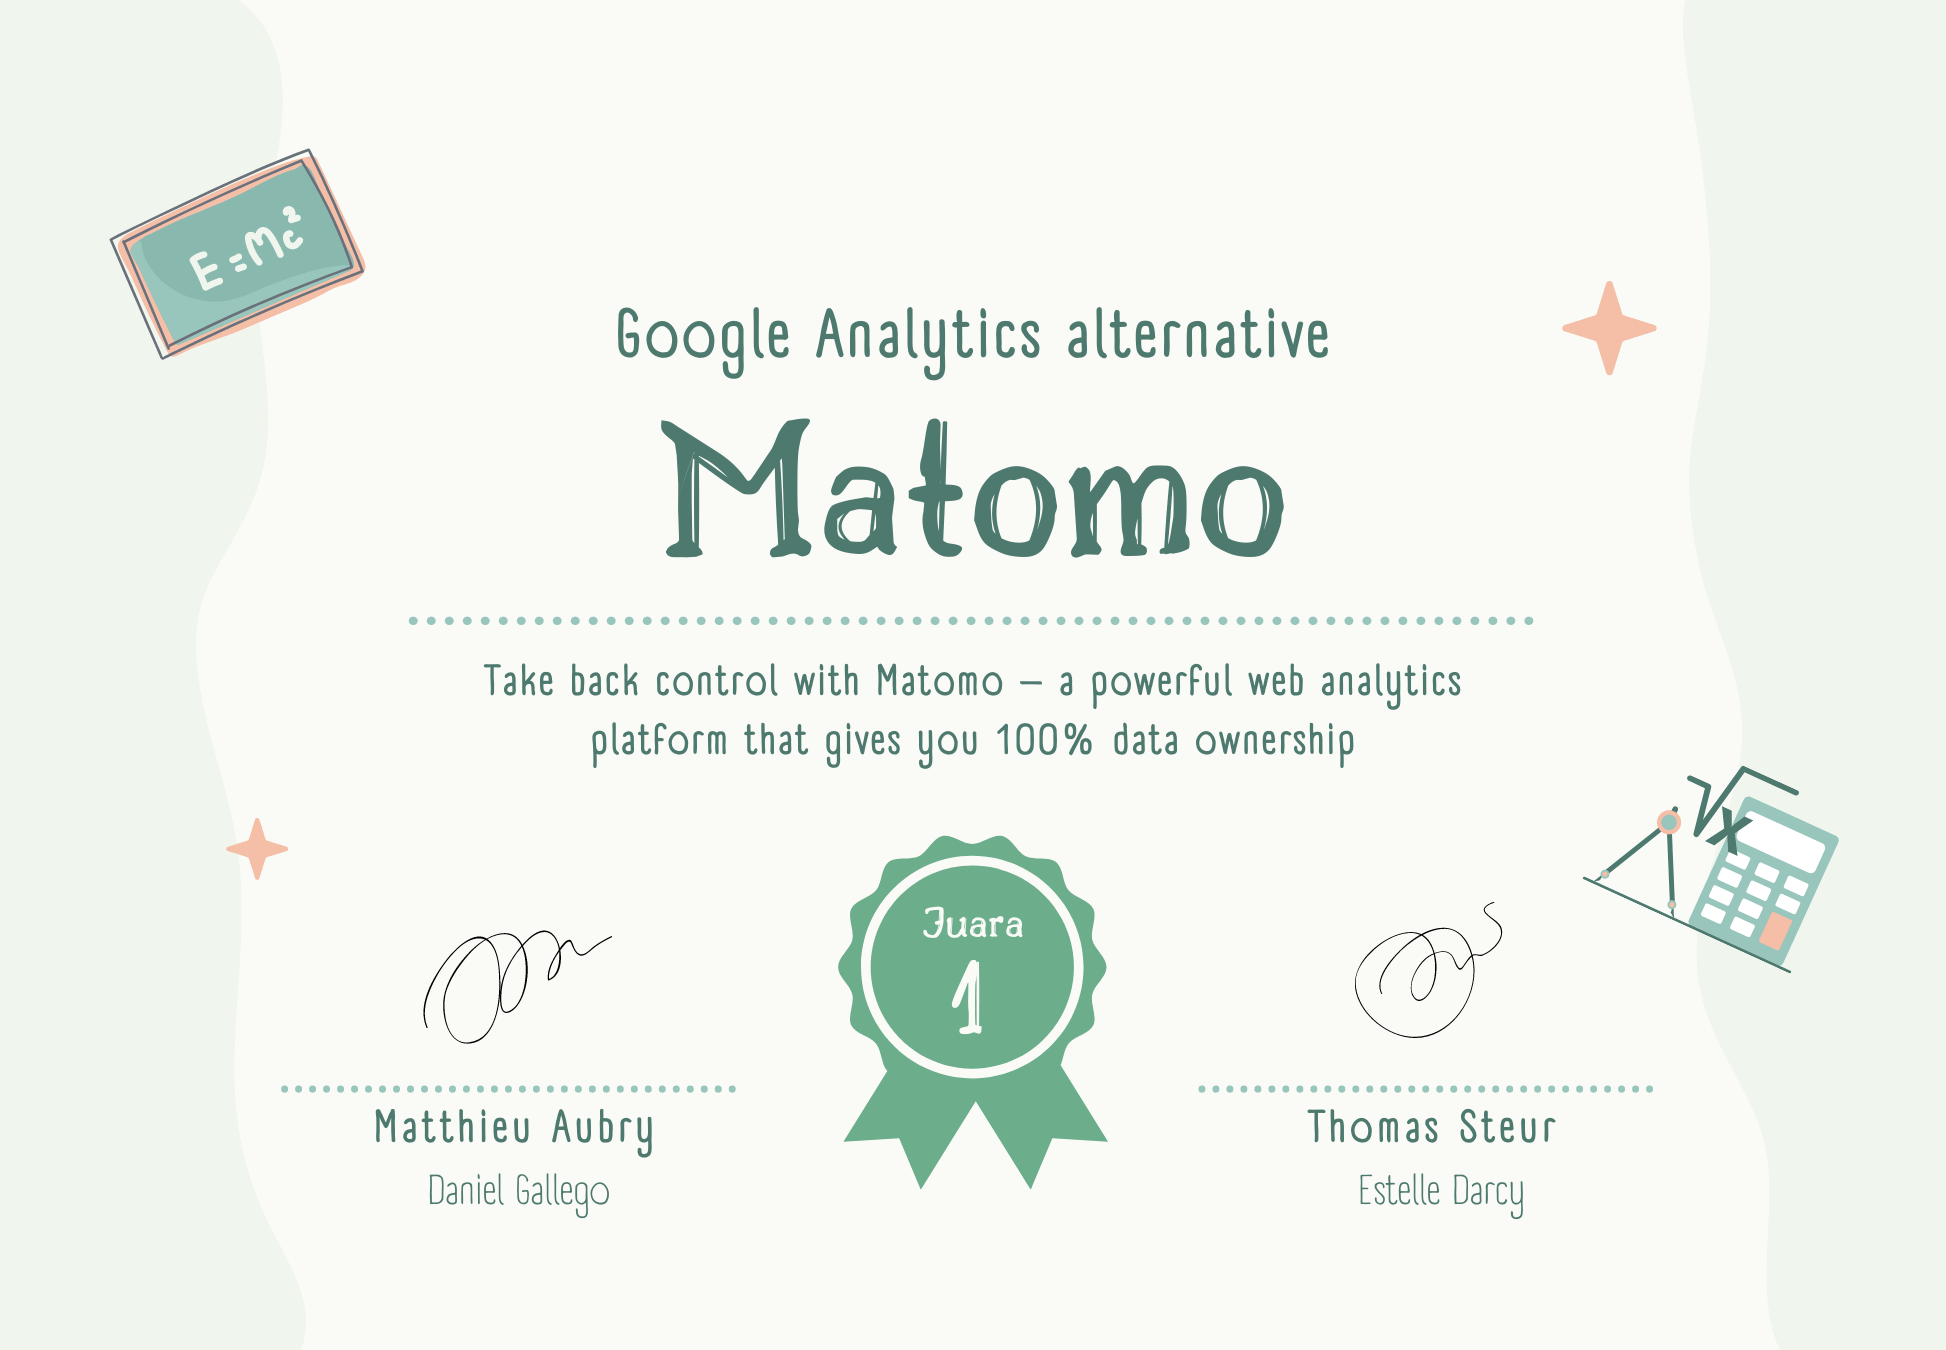 E=Mc²
Google Analytics alternative
Matomo
Take back control with Matomo – a powerful web analytics
platform that gives you 100% data ownership
√x
Juara
1
Matthieu Aubry
Daniel Gallego
Thomas Steur
Estelle Darcy